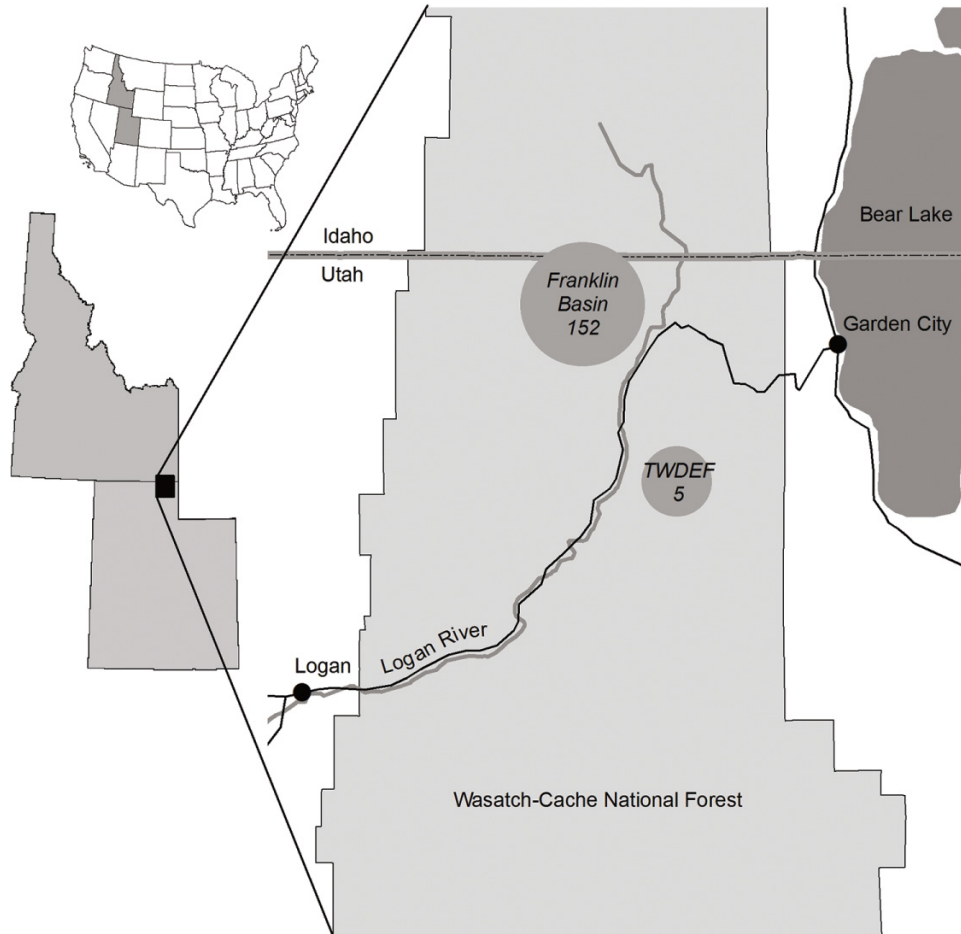 Idaho
Utah
Bear Lake
Franklin
Basin
152
Garden City
TWDEF
5
Logan River
Logan
Wasatch-Cache National Forest